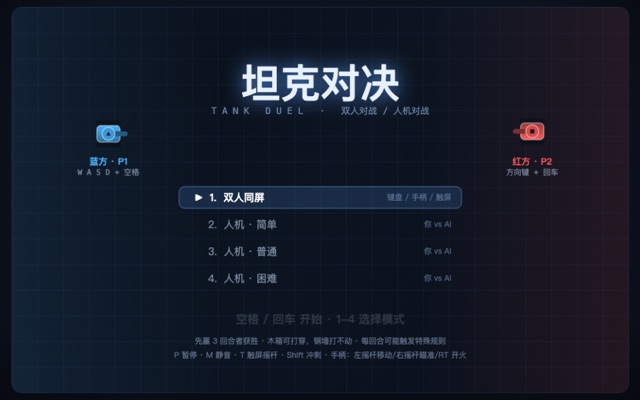 坦克对决
TANK DUEL · 双人对战 / 人机对战
蓝方 · P1
WASD + 空格
红方 · P2
方向键 + 回车
▶ 1. 双人同屏 键盘 / 手柄 / 触屏
2. 人机 · 简单 你 vs AI
3. 人机 · 普通 你 vs AI
4. 人机 · 困难 你 vs AI
空格 / 回车 开始 · 1–4 选择模式
先赢 3 回合者获胜 · 木箱可打穿，钢墙打不动 · 每回合可能触发特殊规则
P 暂停 · M 静音 · T 触屏摇杆 · Shift 冲刺 · 手柄：左摇杆移动/右摇杆瞄准/RT 开火